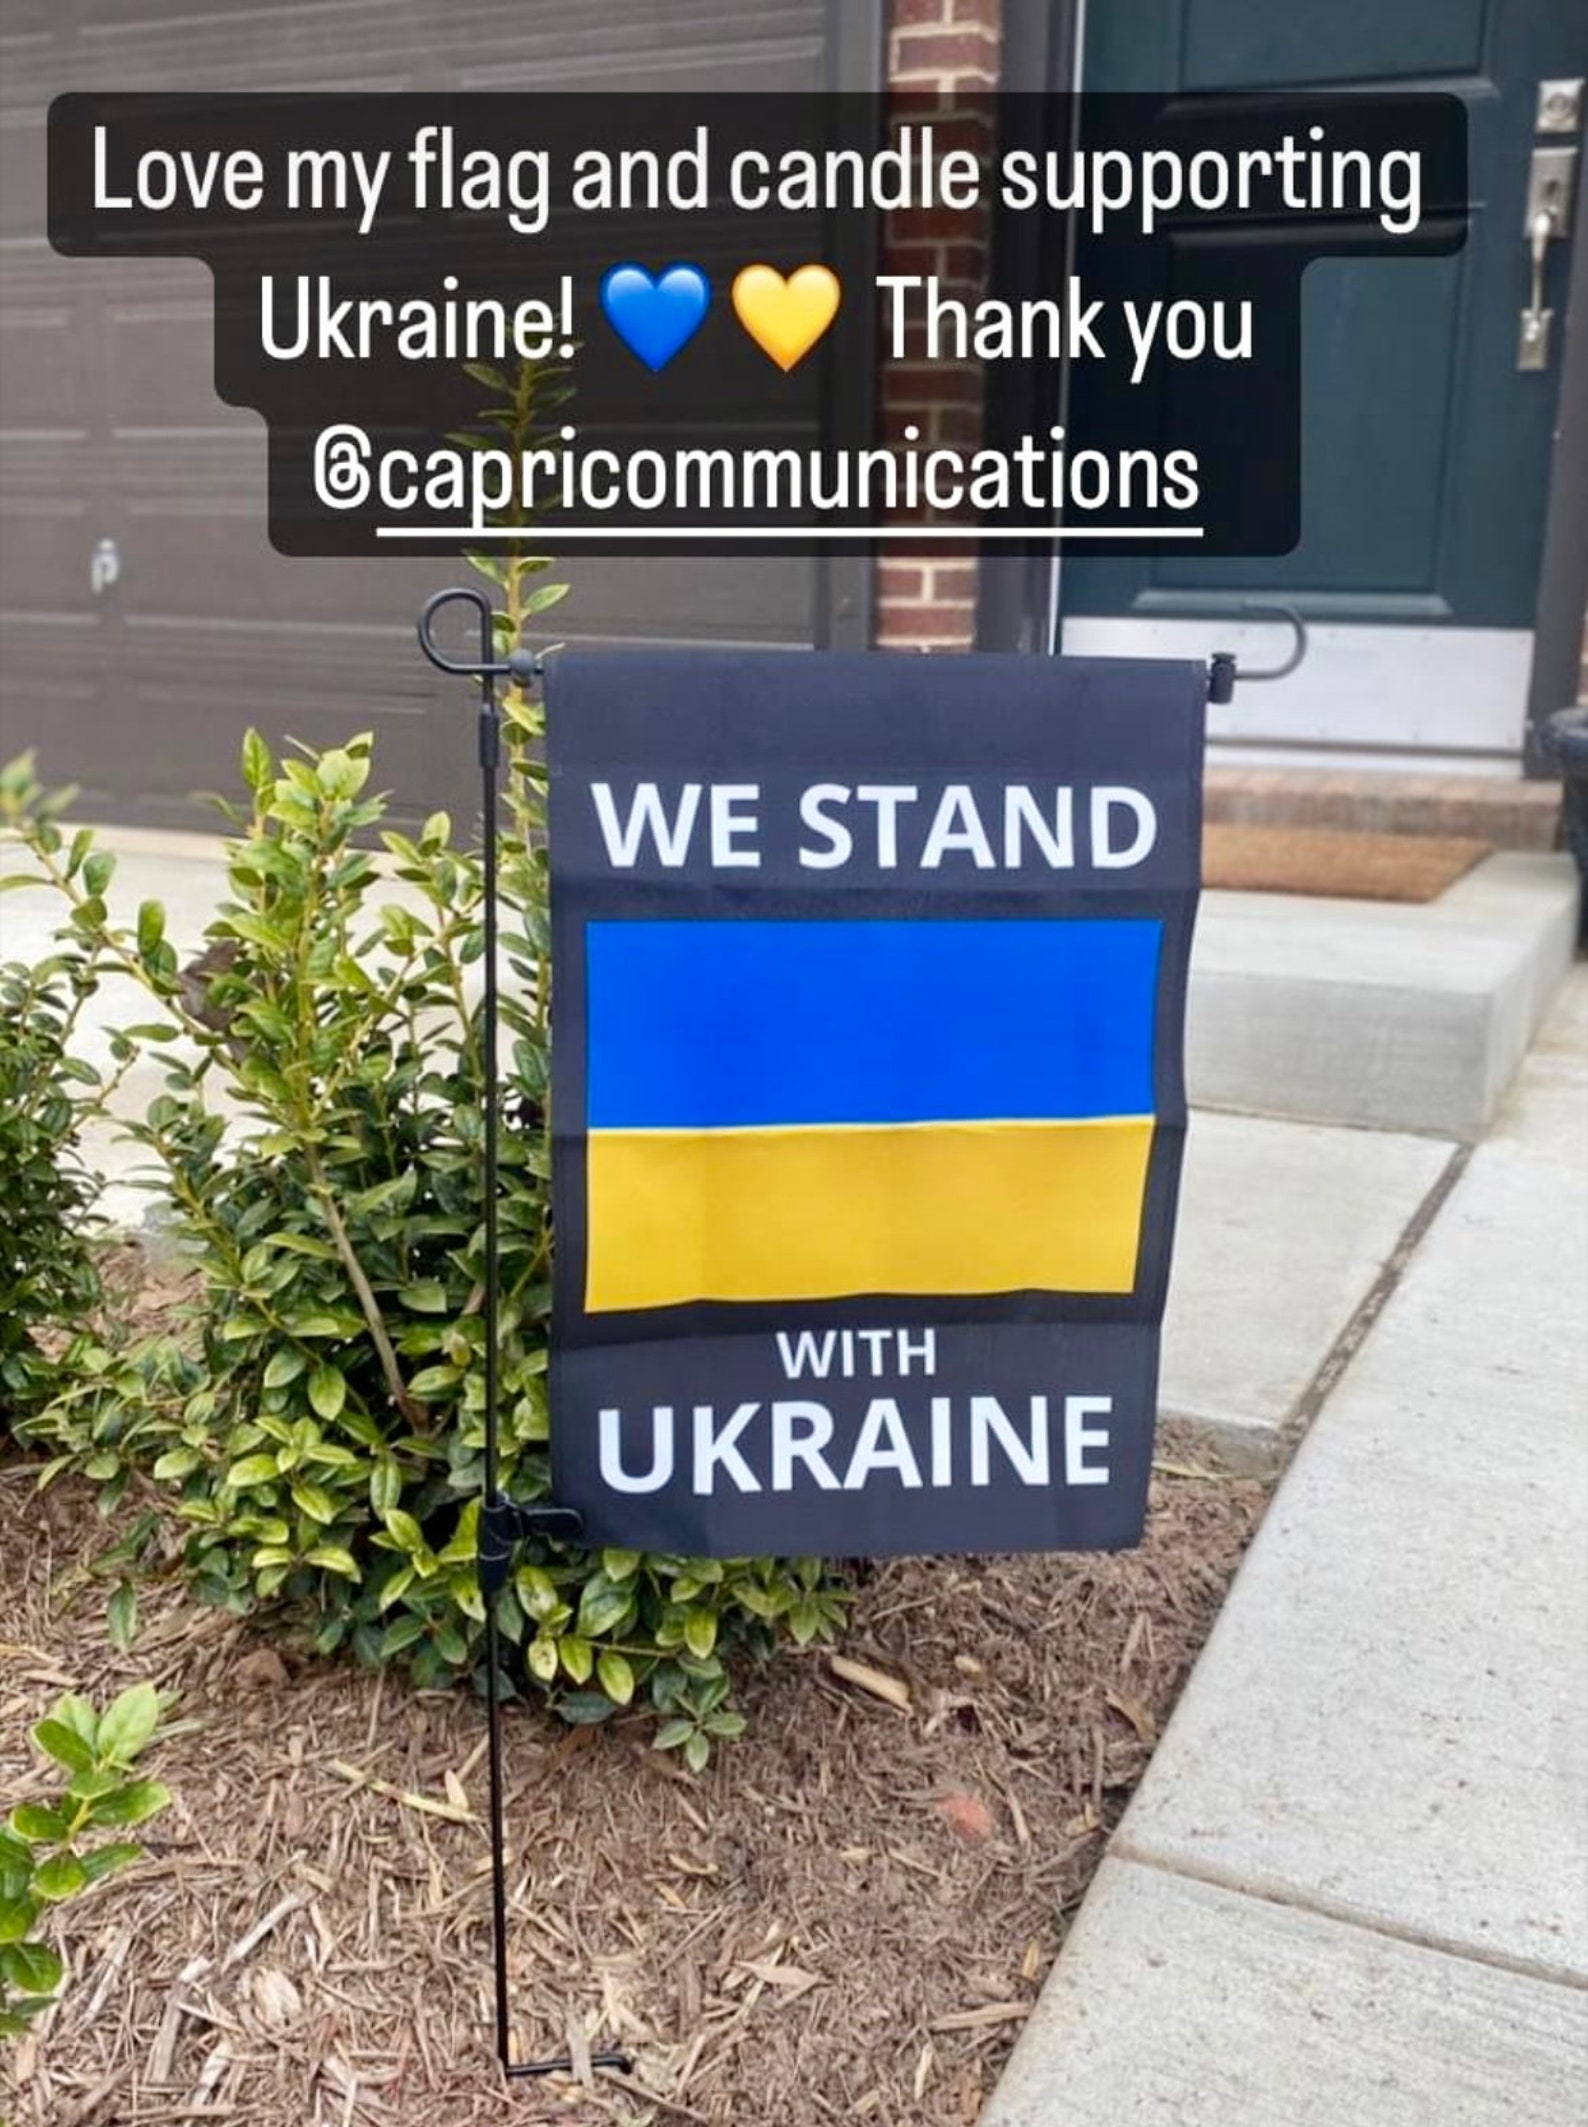 Love my flag and candle supporting
Ukraine! 💙💛 Thank you
@capricommunications
WE STAND
WITH
UKRAINE